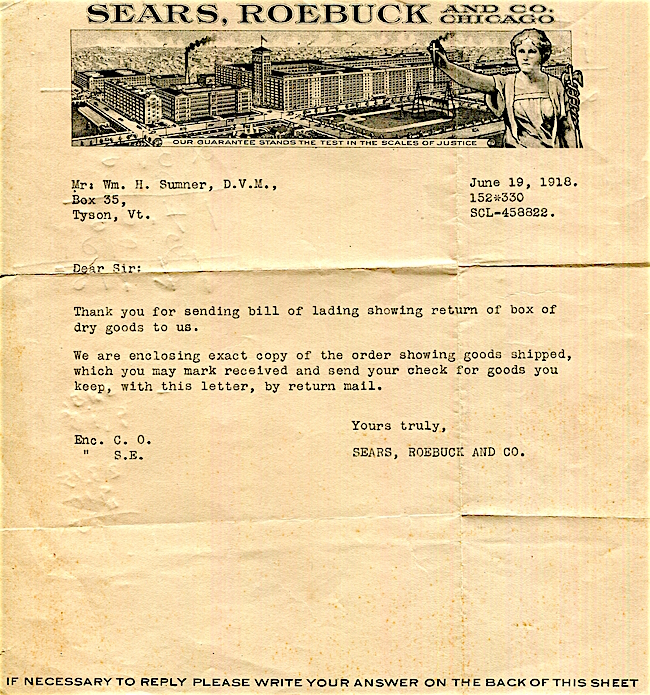 SEARS, ROEBUCK AND CO.
CHICAGO
OUR GUARANTEE STANDS THE TEST IN THE SCALES OF JUSTICE
Mr: Wm. H. Sumner, D.V.M.,
Box 35,
Tyson, Vt.
June 19, 1918.
152*330
SCL-458822.
Dear Sir:
Thank you for sending bill of lading showing return of box of
dry goods to us.
We are enclosing exact copy of the order showing goods shipped,
which you may mark received and send your check for goods you
keep, with this letter, by return mail.
Yours truly,
SEARS, ROEBUCK AND CO.
Enc. C. O.
" S.E.
IF NECESSARY TO REPLY PLEASE WRITE YOUR ANSWER ON THE BACK OF THIS SHEET